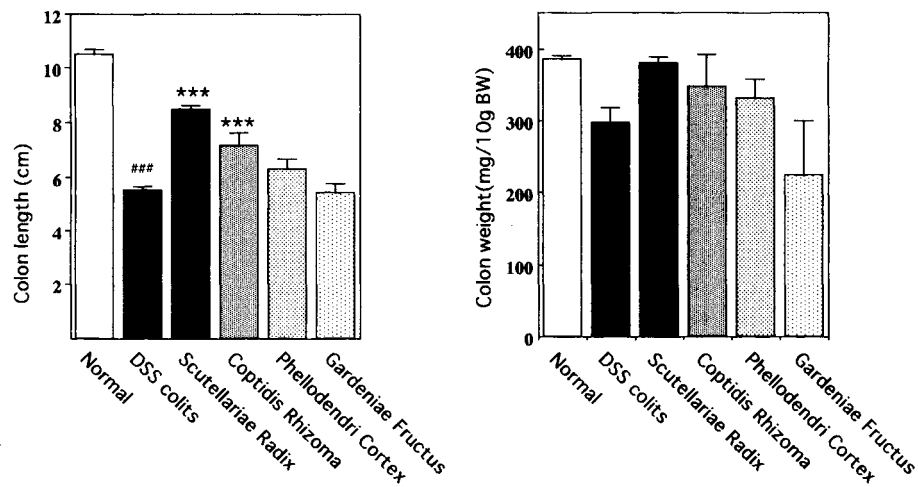 Colon length (cm)
12
10
8
6
4
2
###
***
***
Normal
DSS colits
Scutellariae Radix
Coptidis Rhizoma
Phellodendri Cortex
Gardeniae Fructus
Colon weight(mg/10g BW)
400
300
200
100
0
Normal
DSS colits
Scutellariae Radix
Coptidis Rhizoma
Phellodendri Cortex
Gardeniae Fructus